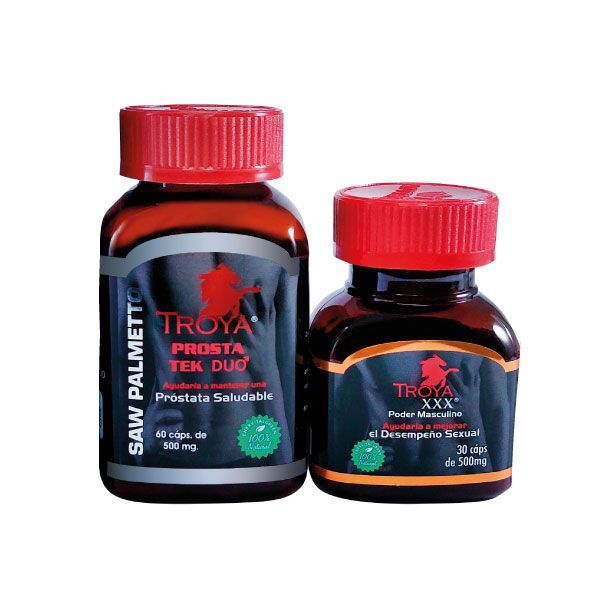 SAW PALMETTO
TROYA®
PROSTA
TEK DUO
Ayudaría a mantener una
Próstata Saludable
60 cáps. de
500 mg.
100%
Natural
TROYA
XXX®
Poder Masculino
Ayudaría a mejorar
el Desempeño Sexual
30 cáps
de 500mg
100%
Natural